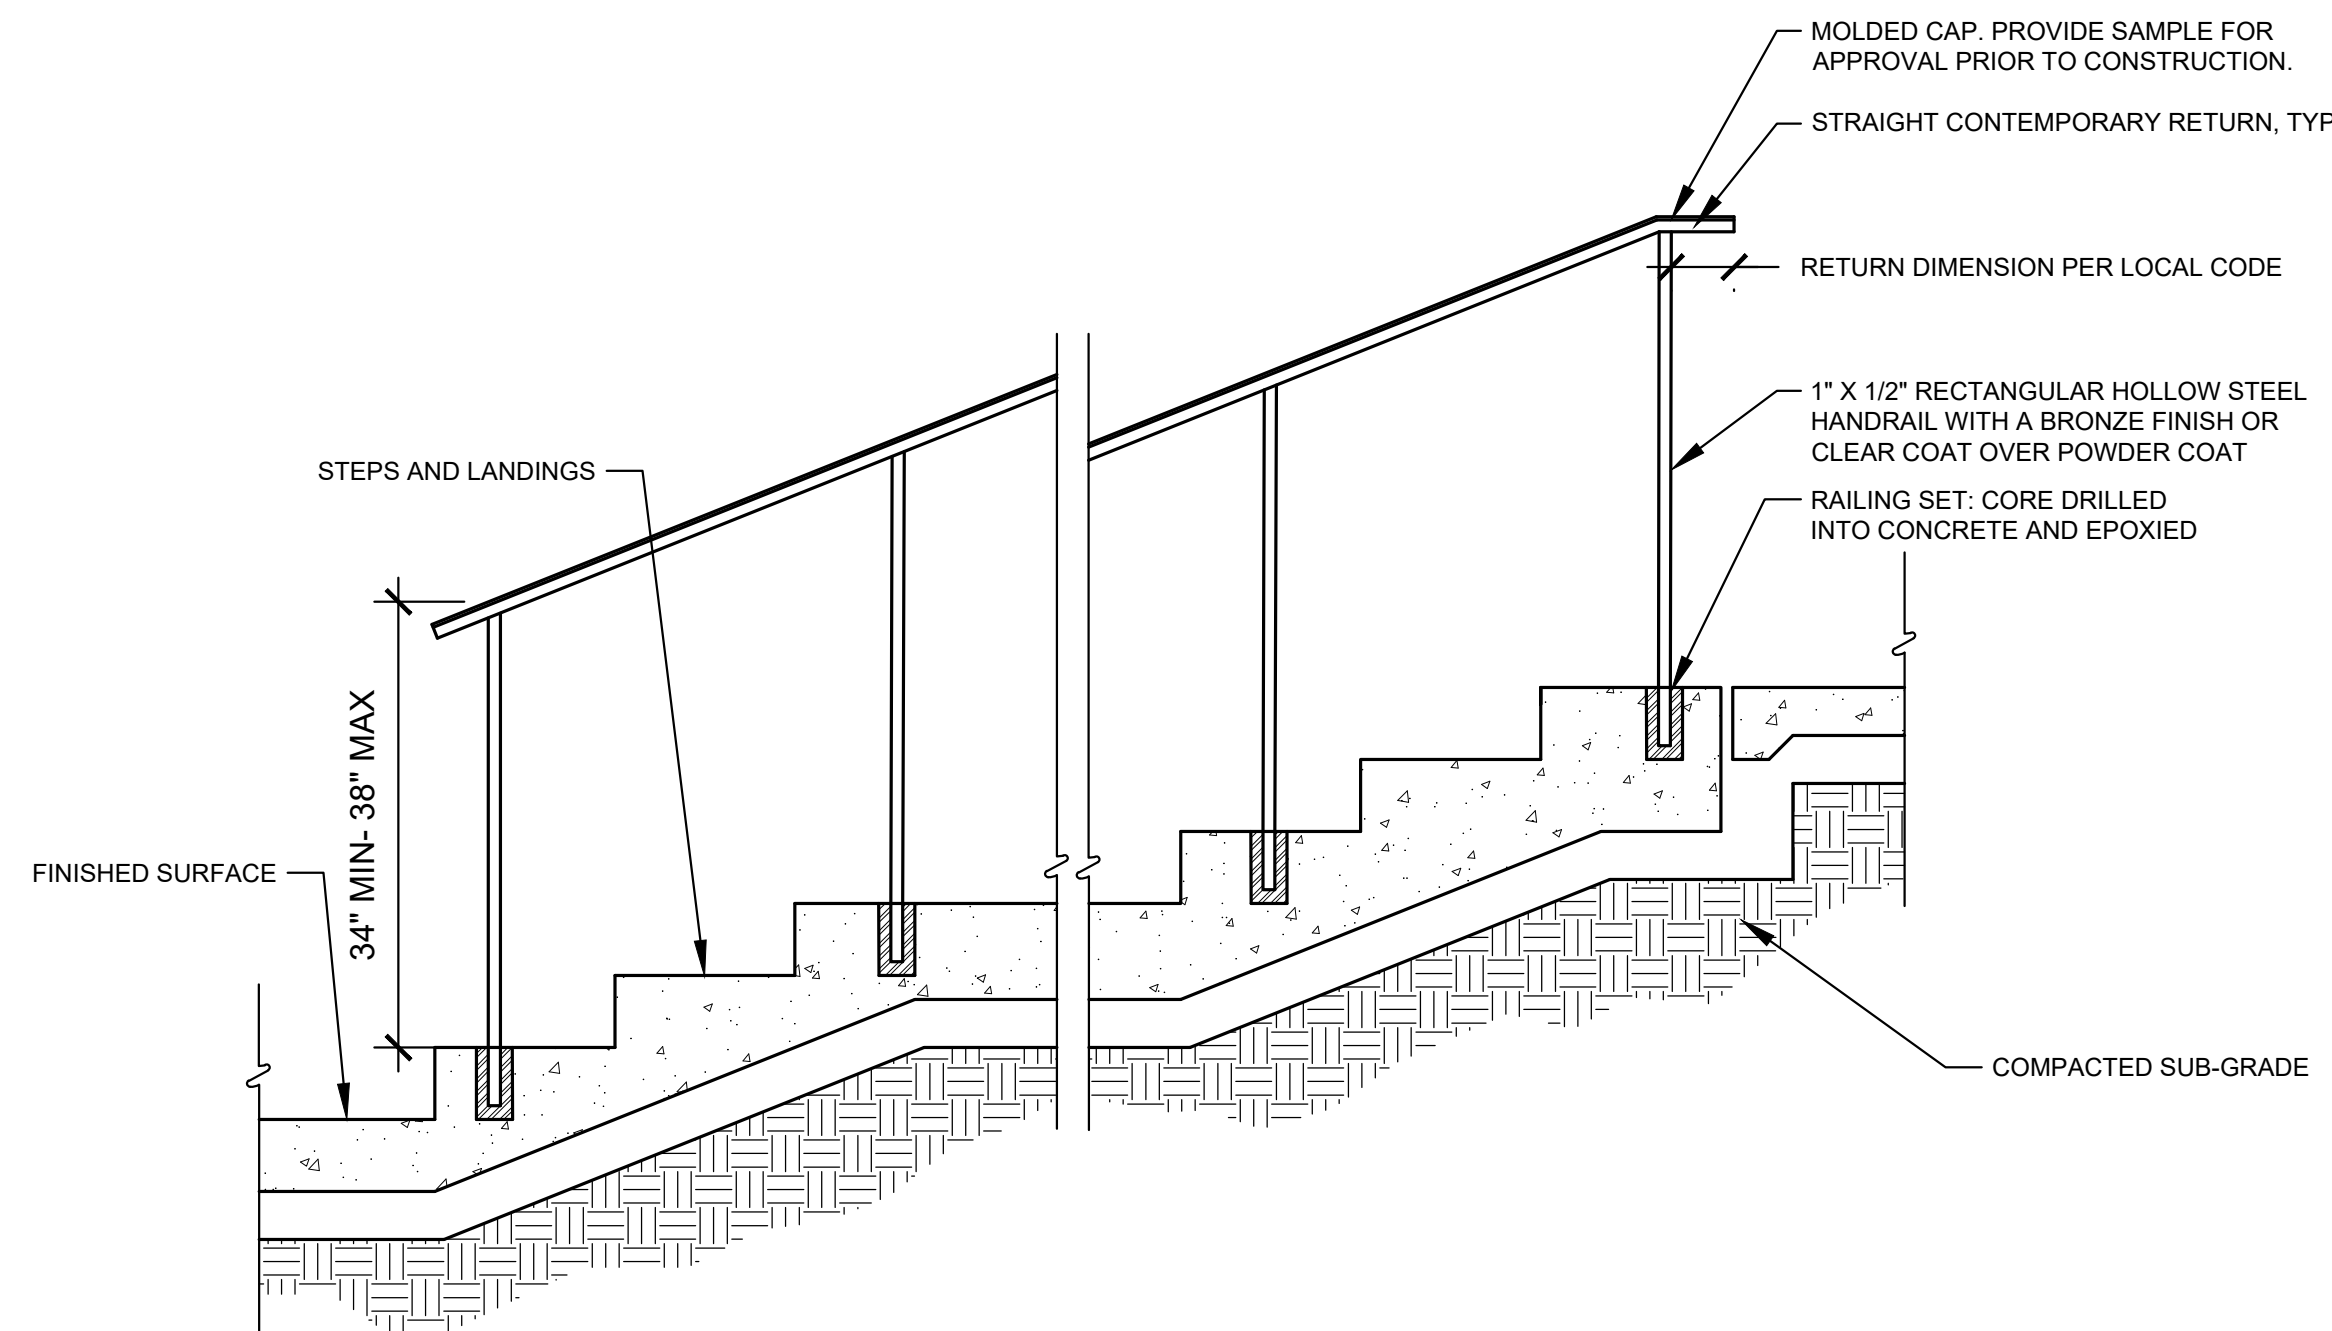 MOLDED CAP. PROVIDE SAMPLE FOR
APPROVAL PRIOR TO CONSTRUCTION.
STRAIGHT CONTEMPORARY RETURN, TYP
RETURN DIMENSION PER LOCAL CODE
1" X 1/2" RECTANGULAR HOLLOW STEEL
HANDRAIL WITH A BRONZE FINISH OR
CLEAR COAT OVER POWDER COAT
STEPS AND LANDINGS
RAILING SET: CORE DRILLED
INTO CONCRETE AND EPOXIED
34" MIN- 38" MAX
FINISHED SURFACE
COMPACTED SUB-GRADE